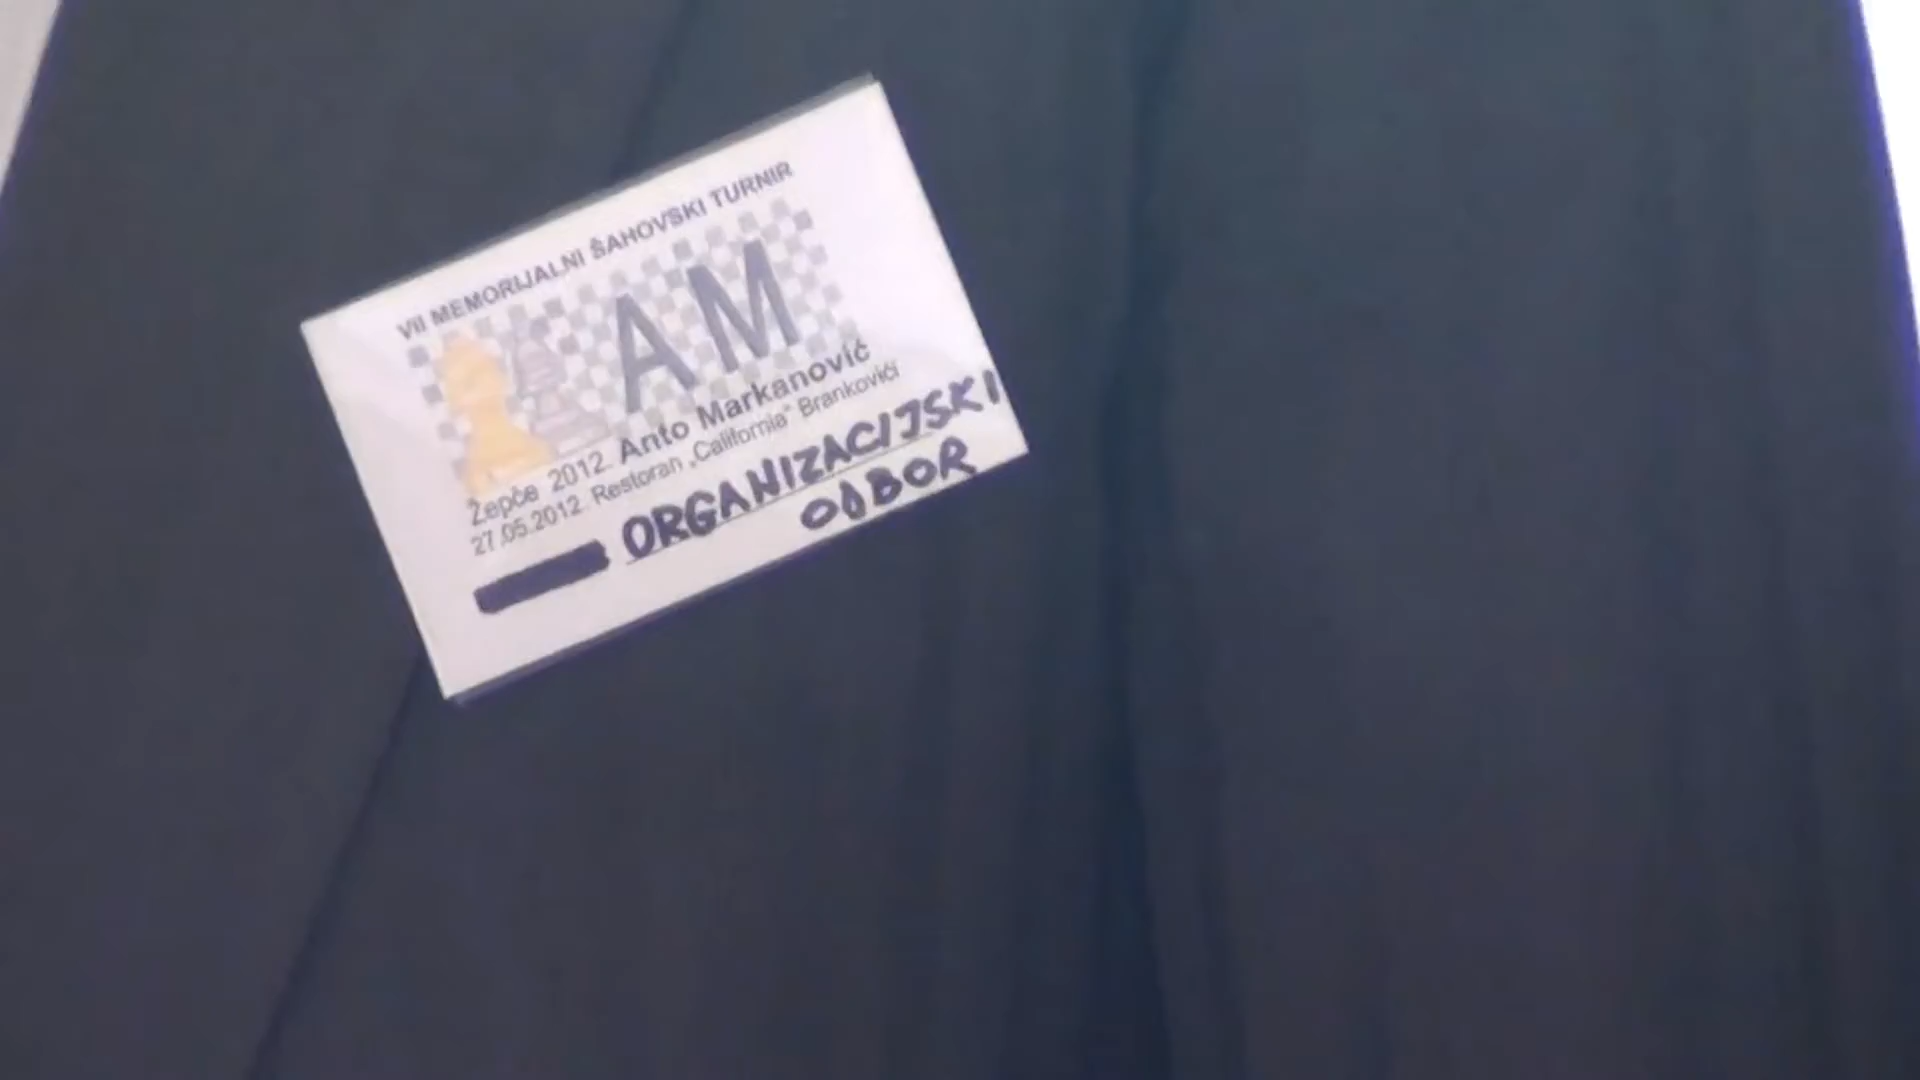 VII MEMORIJALNI ŠAHOVSKI TURNIR
AM
Anto Markanović
Žepče 2012.
27.05.2012. Restoran „California“ Brankovići
ORGANIZACIJSKI
ODBOR